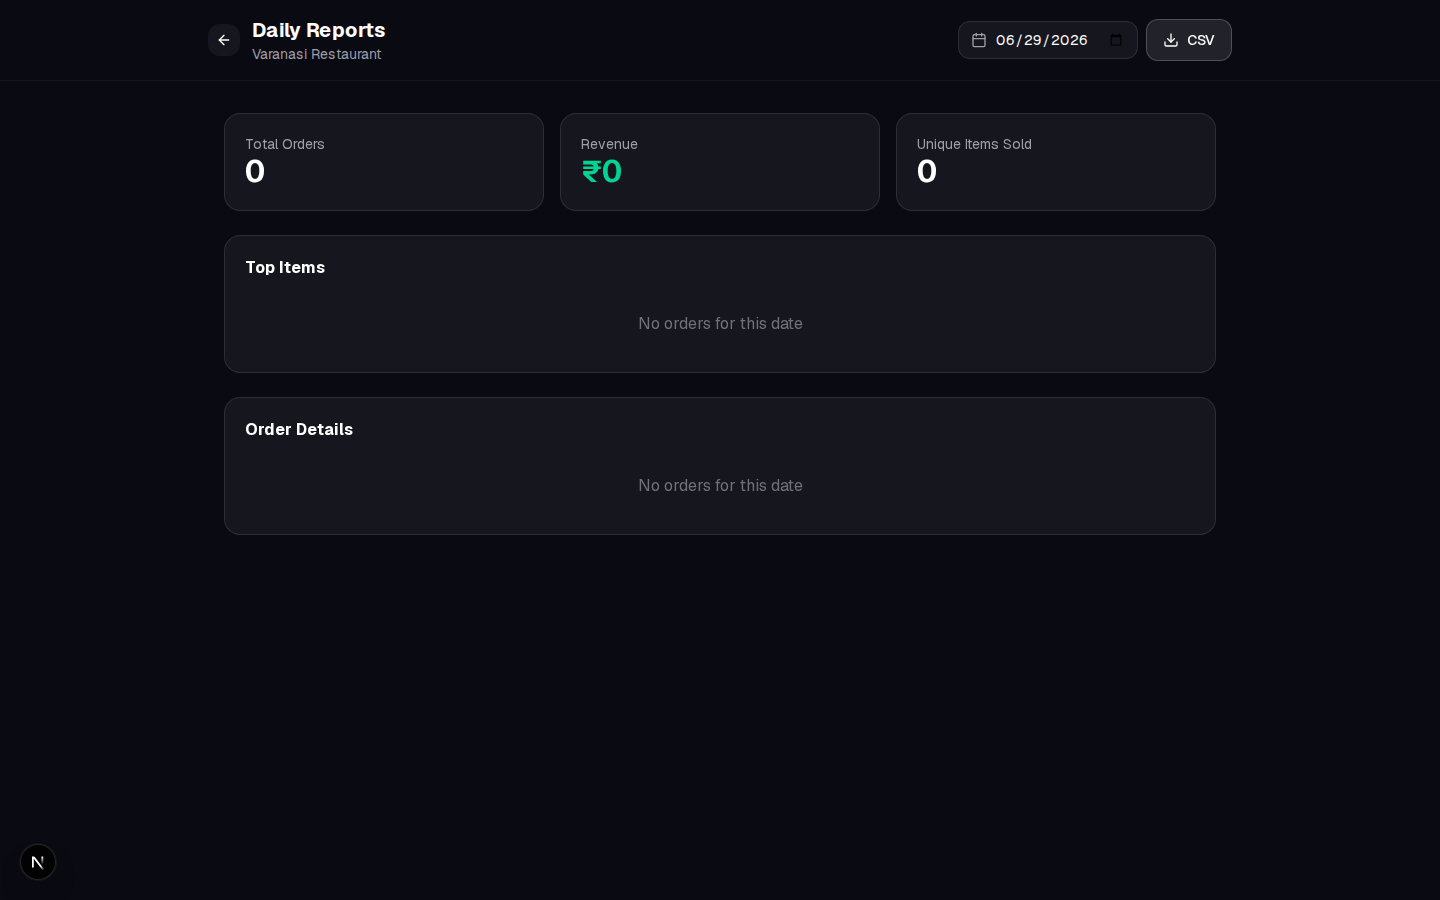 Daily Reports
Varanasi Restaurant
06/29/2026
CSV
Total Orders
0
Revenue
₹0
Unique Items Sold
0
Top Items
No orders for this date
Order Details
No orders for this date
N